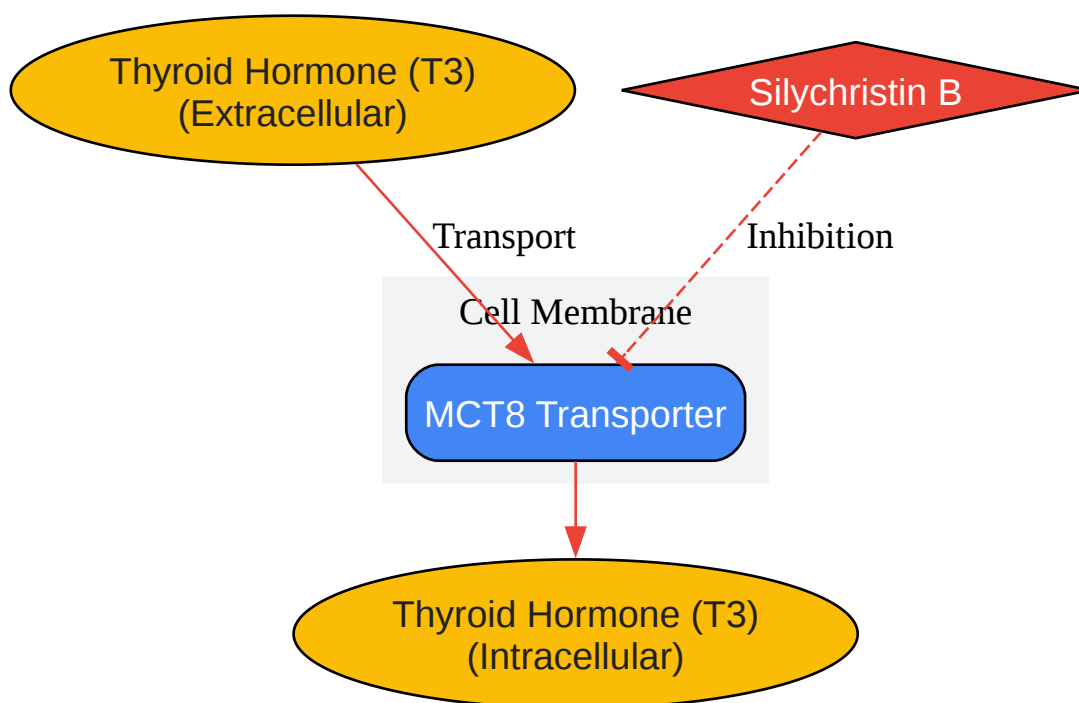 Thyroid Hormone (T3)
(Extracellular)
Silychristin B
Transport
Inhibition
Cell Membrane
MCT8 Transporter
Thyroid Hormone (T3)
(Intracellular)